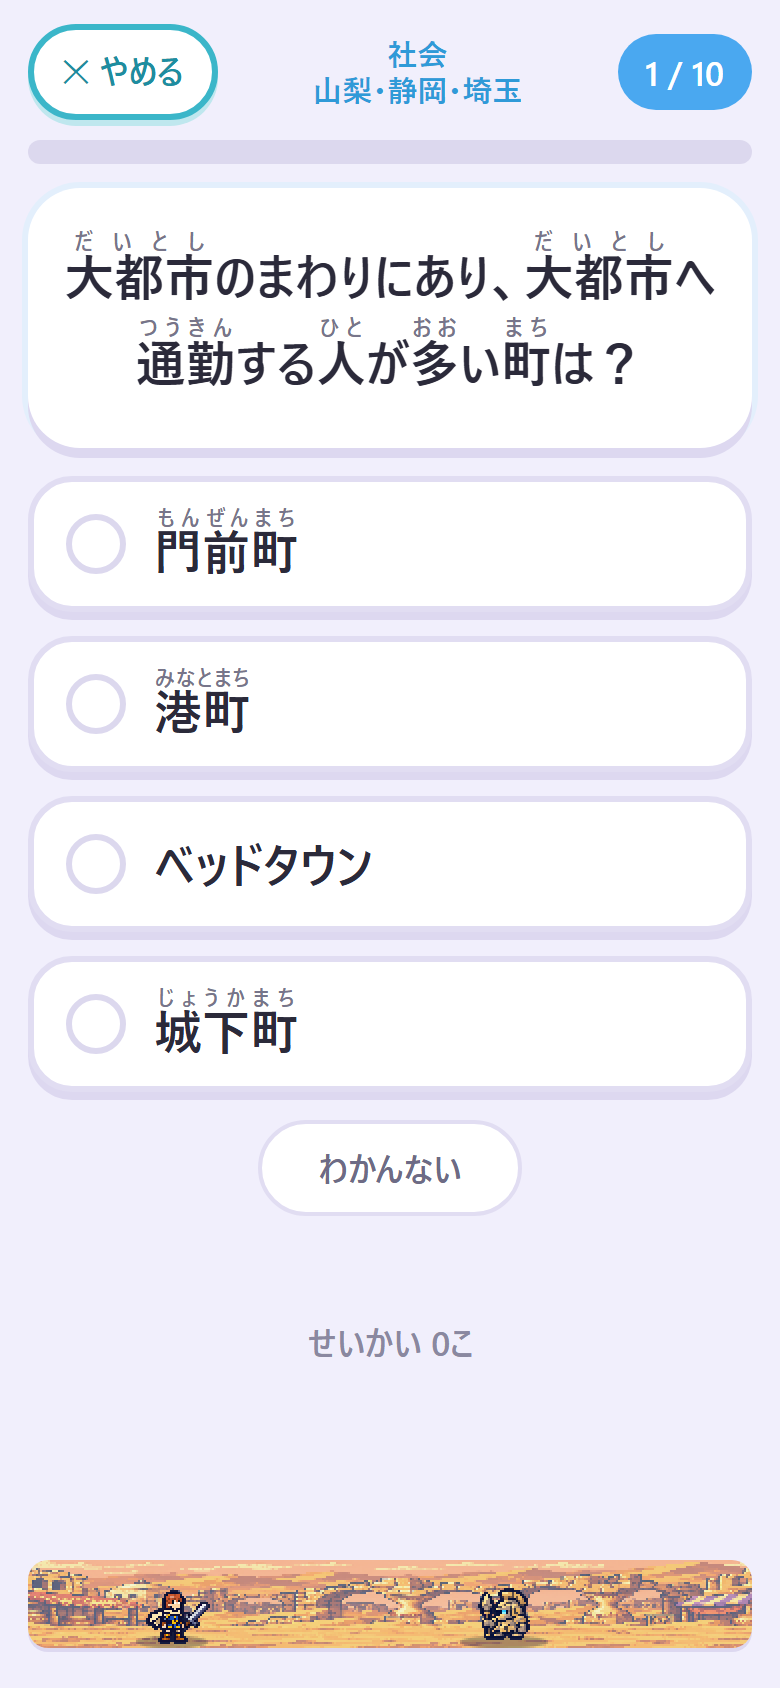 × やめる
社会
山梨・静岡・埼玉
1 / 10
だいとし だいとし
大都市のまわりにあり、大都市へ
つうきん ひと おお まち
通勤する人が多い町は？
もんぜんまち
門前町
みなとまち
港町
ベッドタウン
じょうかまち
城下町
わかんない
せいかい 0こ